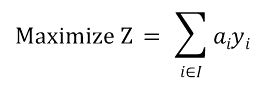 Maximize Z = ∑_{i∈I} a_i y_i